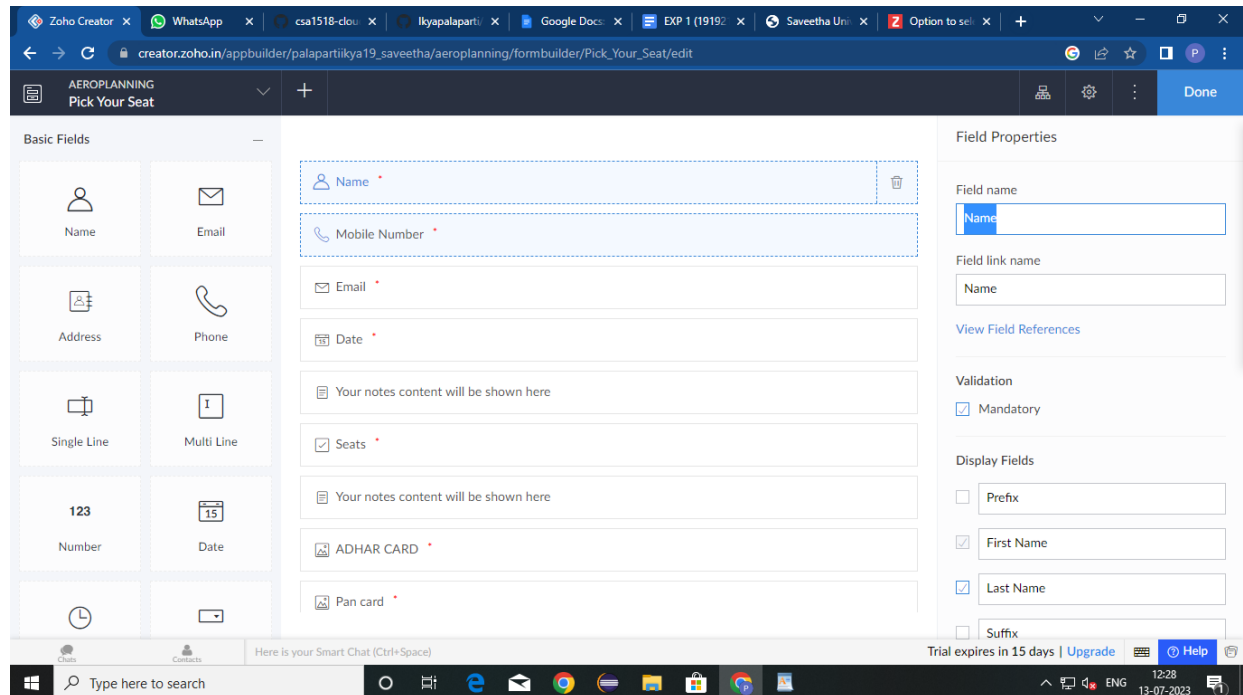 Zoho Creator WhatsApp csa1518-clou Ikyapalaparti/ Google Docs: EXP 1 (19192 Saveetha Uni Option to sel
creator.zoho.in/appbuilder/palapartiikya19_saveetha/aeroplanning/formbuilder/Pick_Your_Seat/edit P
AEROPLANNING
Pick Your Seat
Done
Basic Fields
Name
Email
Address
Phone
Single Line
Multi Line
123
Number
15
Date
Name *
Mobile Number *
Email *
Date *
Your notes content will be shown here
Seats *
Your notes content will be shown here
ADHAR CARD *
Pan card *
Field Properties
Field name
Name
Field link name
Name
View Field References
Validation
Mandatory
Display Fields
Prefix
First Name
Last Name
Suffix
Chats Contacts Here is your Smart Chat (Ctrl+Space) Trial expires in 15 days | Upgrade Help
Type here to search ENG 12:28
13-07-2023